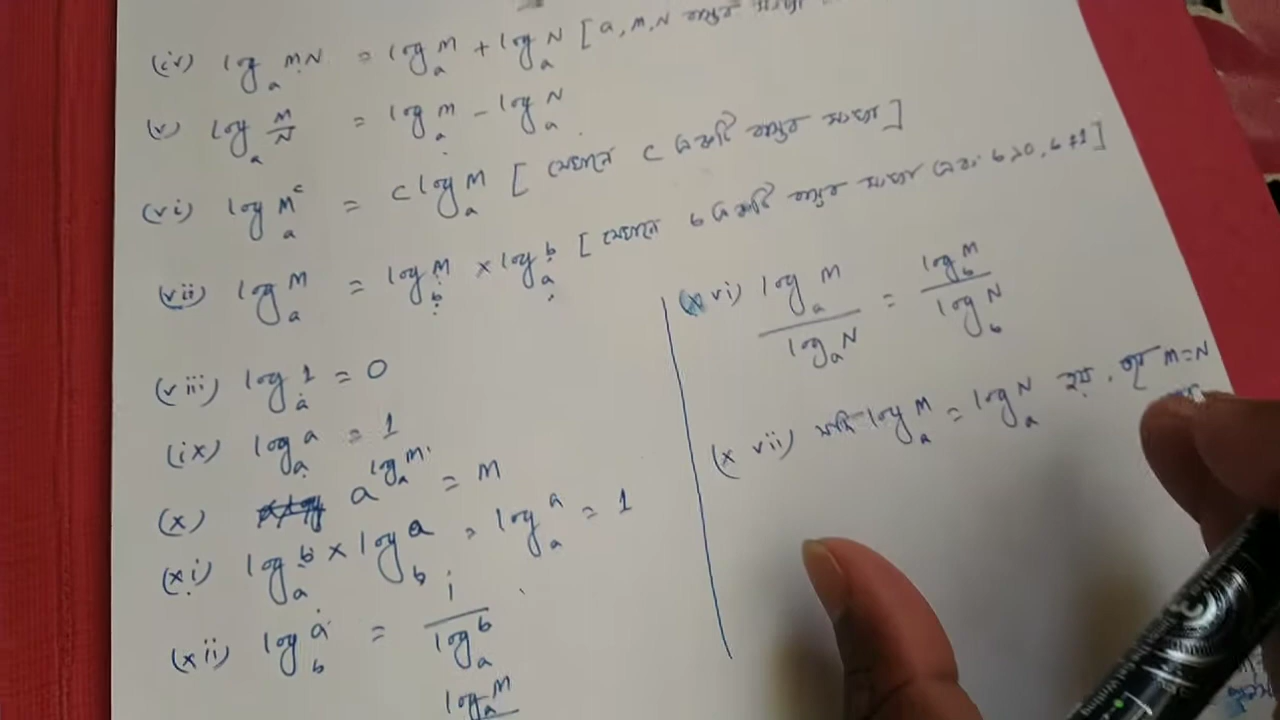 (iv) log_a MN = log_a M + log_a N [a, M, N
(v) log_a M/N = log_a M - log_a N
(vi) log_a M^c = c log_a M [যেখানে c
(vii) log_a M = log_b M × log_a b [যেখানে b b>0, b≠1]
(viii) log_a 1 = 0
(ix) log_a a = 1
(x) a^(log_a M) = M
(xi) log_a b × log_b a = log_a a = 1
(xii) log_b a = 1/log_a b
log_a M
(xvi) log_a M / log_a N = log_b M / log_b N
(xvii) যদি log_a M = log_a N হয়, তবে M=N